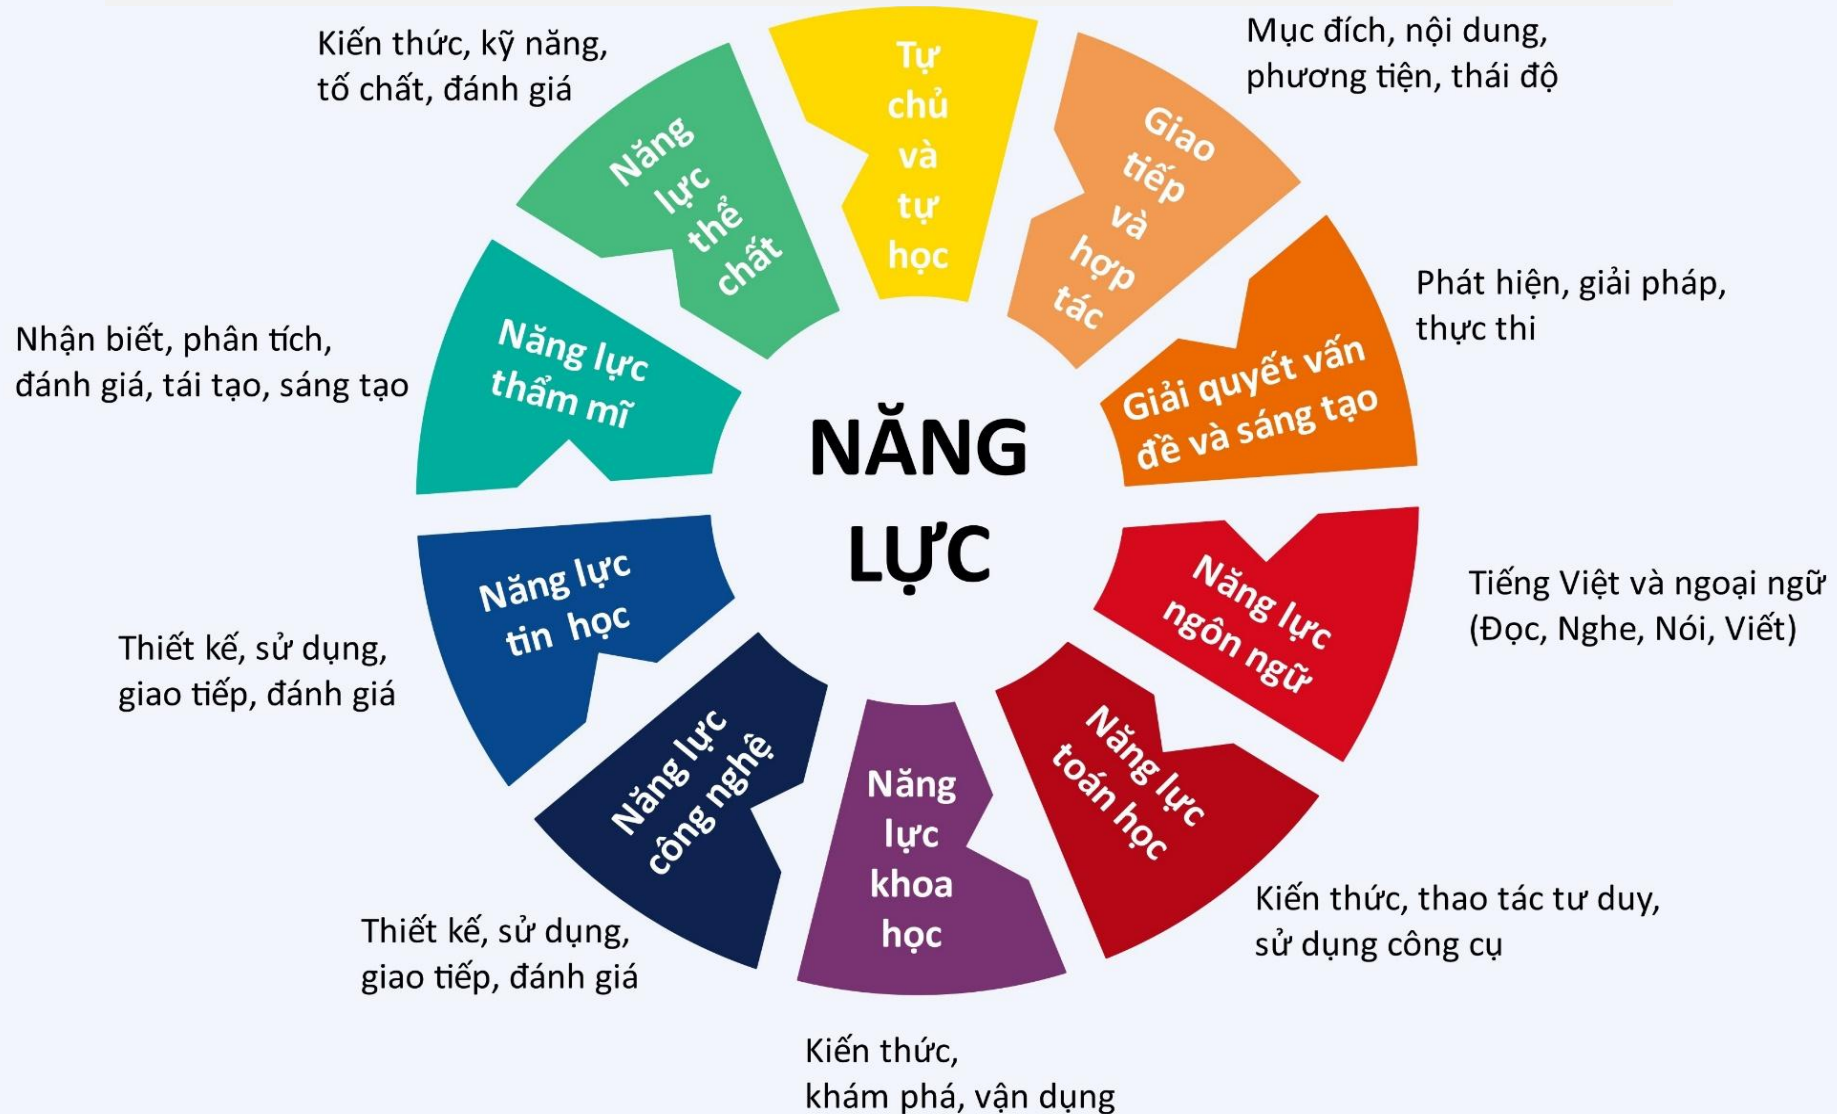 Kiến thức, kỹ năng,
tố chất, đánh giá
Năng
lực
thể
chất
Tự
chủ
và
tự
học
Mục đích, nội dung,
phương tiện, thái độ
Giao
tiếp
và
hợp
tác
Phát hiện, giải pháp,
thực thi
Giải quyết vấn
đề và sáng tạo
Nhận biết, phân tích,
đánh giá, tái tạo, sáng tạo
Năng lực
thẩm mĩ
NĂNG
LỰC
Tiếng Việt và ngoại ngữ
(Đọc, Nghe, Nói, Viết)
Năng lực
ngôn ngữ
Thiết kế, sử dụng,
giao tiếp, đánh giá
Năng lực
tin học
Thiết kế, sử dụng,
giao tiếp, đánh giá
Năng lực
công nghệ
Năng
lực
khoa
học
Kiến thức,
khám phá, vận dụng
Năng lực
toán học
Kiến thức, thao tác tư duy,
sử dụng công cụ